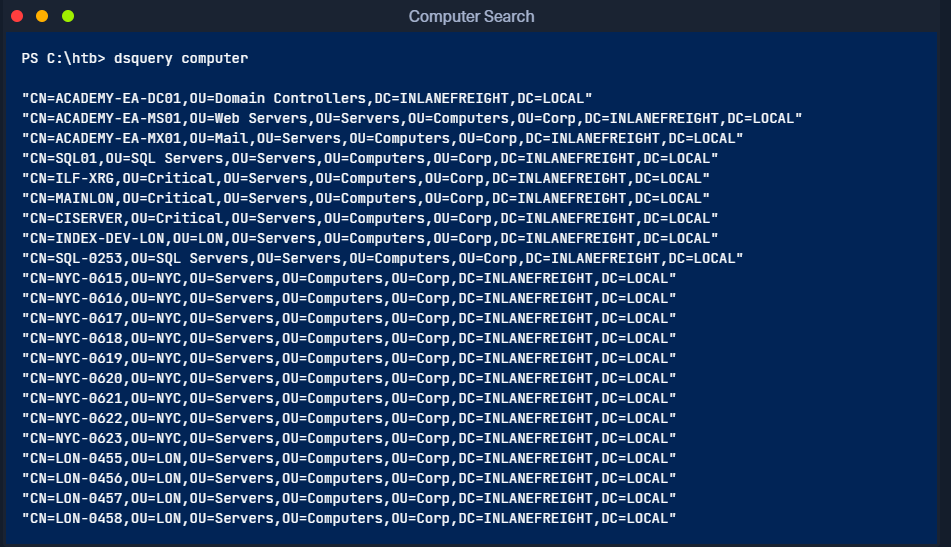 Computer Search
PS C:\htb> dsquery computer
"CN=ACADEMY-EA-DC01,OU=Domain Controllers,DC=INLANEFREIGHT,DC=LOCAL"
"CN=ACADEMY-EA-MS01,OU=Web Servers,OU=Servers,OU=Computers,OU=Corp,DC=INLANEFREIGHT,DC=LOCAL"
"CN=ACADEMY-EA-MX01,OU=Mail,OU=Servers,OU=Computers,OU=Corp,DC=INLANEFREIGHT,DC=LOCAL"
"CN=SQL01,OU=SQL Servers,OU=Servers,OU=Computers,OU=Corp,DC=INLANEFREIGHT,DC=LOCAL"
"CN=ILF-XRG,OU=Critical,OU=Servers,OU=Computers,OU=Corp,DC=INLANEFREIGHT,DC=LOCAL"
"CN=MAINLON,OU=Critical,OU=Servers,OU=Computers,OU=Corp,DC=INLANEFREIGHT,DC=LOCAL"
"CN=CISERVER,OU=Critical,OU=Servers,OU=Computers,OU=Corp,DC=INLANEFREIGHT,DC=LOCAL"
"CN=INDEX-DEV-LON,OU=LON,OU=Servers,OU=Computers,OU=Corp,DC=INLANEFREIGHT,DC=LOCAL"
"CN=SQL-0253,OU=SQL Servers,OU=Servers,OU=Computers,OU=Corp,DC=INLANEFREIGHT,DC=LOCAL"
"CN=NYC-0615,OU=NYC,OU=Servers,OU=Computers,OU=Corp,DC=INLANEFREIGHT,DC=LOCAL"
"CN=NYC-0616,OU=NYC,OU=Servers,OU=Computers,OU=Corp,DC=INLANEFREIGHT,DC=LOCAL"
"CN=NYC-0617,OU=NYC,OU=Servers,OU=Computers,OU=Corp,DC=INLANEFREIGHT,DC=LOCAL"
"CN=NYC-0618,OU=NYC,OU=Servers,OU=Computers,OU=Corp,DC=INLANEFREIGHT,DC=LOCAL"
"CN=NYC-0619,OU=NYC,OU=Servers,OU=Computers,OU=Corp,DC=INLANEFREIGHT,DC=LOCAL"
"CN=NYC-0620,OU=NYC,OU=Servers,OU=Computers,OU=Corp,DC=INLANEFREIGHT,DC=LOCAL"
"CN=NYC-0621,OU=NYC,OU=Servers,OU=Computers,OU=Corp,DC=INLANEFREIGHT,DC=LOCAL"
"CN=NYC-0622,OU=NYC,OU=Servers,OU=Computers,OU=Corp,DC=INLANEFREIGHT,DC=LOCAL"
"CN=NYC-0623,OU=NYC,OU=Servers,OU=Computers,OU=Corp,DC=INLANEFREIGHT,DC=LOCAL"
"CN=LON-0455,OU=LON,OU=Servers,OU=Computers,OU=Corp,DC=INLANEFREIGHT,DC=LOCAL"
"CN=LON-0456,OU=LON,OU=Servers,OU=Computers,OU=Corp,DC=INLANEFREIGHT,DC=LOCAL"
"CN=LON-0457,OU=LON,OU=Servers,OU=Computers,OU=Corp,DC=INLANEFREIGHT,DC=LOCAL"
"CN=LON-0458,OU=LON,OU=Servers,OU=Computers,OU=Corp,DC=INLANEFREIGHT,DC=LOCAL"